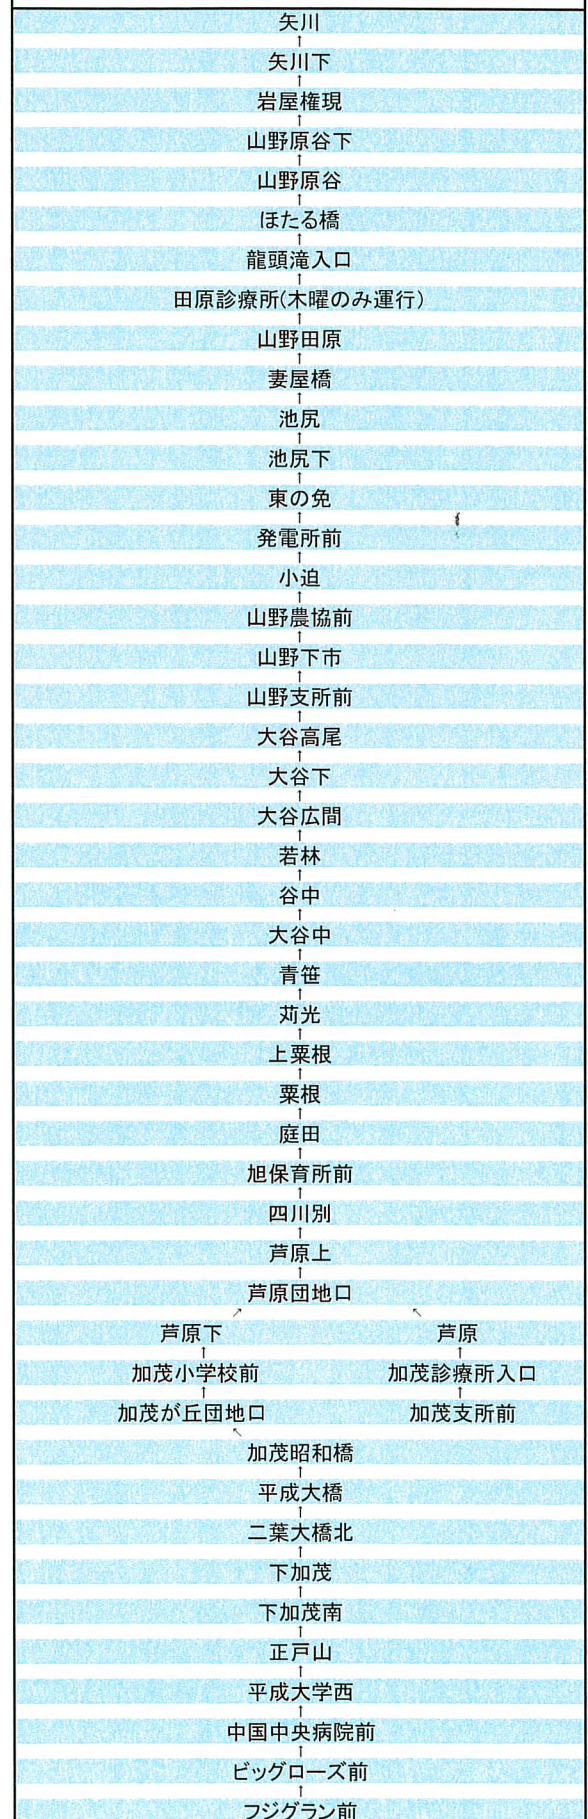 矢川
↑
矢川下
↑
岩屋権現
↑
山野原谷下
↑
山野原谷
↑
ほたる橋
↑
龍頭滝入口
↑
田原診療所(木曜のみ運行)
↑
山野田原
↑
妻屋橋
↑
池尻
↑
池尻下
↑
東の免
↑
発電所前
↑
小迫
↑
山野農協前
↑
山野下市
↑
山野支所前
↑
大谷高尾
↑
大谷下
↑
大谷広間
↑
若林
↑
谷中
↑
大谷中
↑
青笹
↑
苅光
↑
上粟根
↑
粟根
↑
庭田
↑
旭保育所前
↑
四川別
↑
芦原上
↑
芦原団地口
↗ ↖
芦原下 芦原
↑ ↑
加茂小学校前 加茂診療所入口
↑ ↑
加茂が丘団地口 加茂支所前
↖
加茂昭和橋
↑
平成大橋
↑
二葉大橋北
↑
下加茂
↑
下加茂南
↑
正戸山
↑
平成大学西
↑
中国中央病院前
↑
ビッグローズ前
↑
フジグラン前